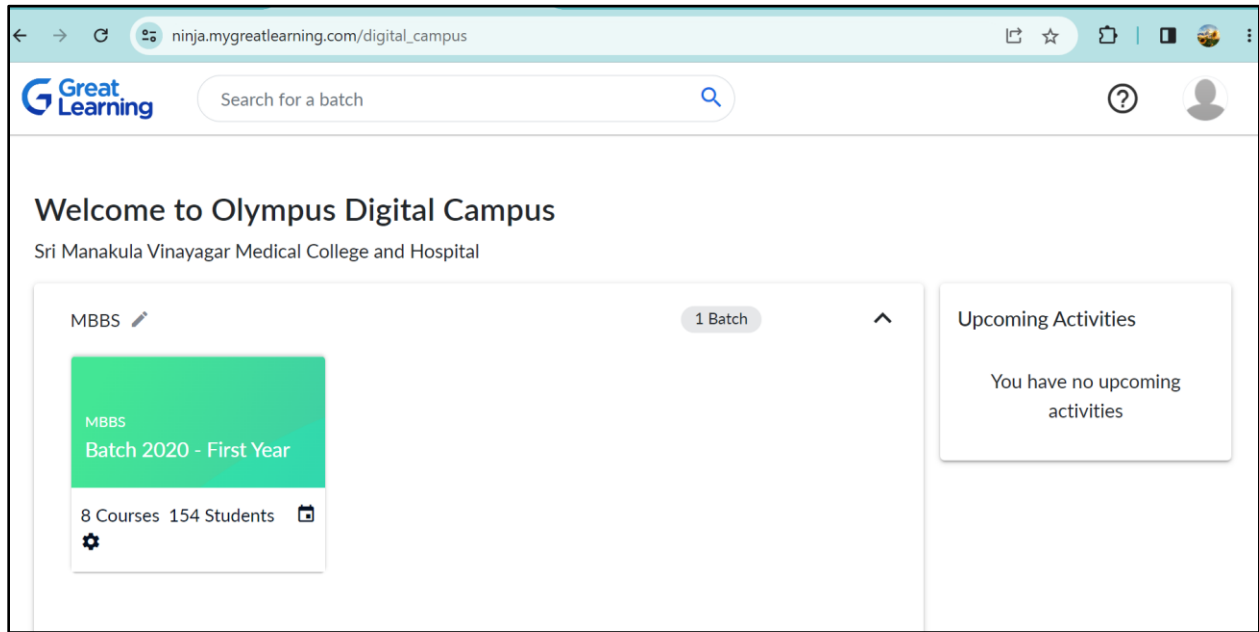 ninja.mygreatlearning.com/digital_campus
Great
Learning
Search for a batch
Welcome to Olympus Digital Campus
Sri Manakula Vinayagar Medical College and Hospital
MBBS
1 Batch
MBBS
Batch 2020 - First Year
8 Courses 154 Students
Upcoming Activities
You have no upcoming
activities